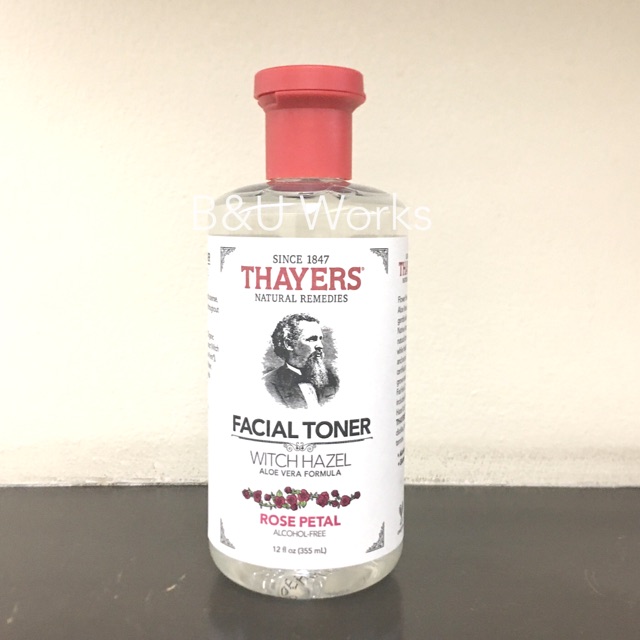 B&U Works
SINCE 1847
THAYERS®
NATURAL REMEDIES
FACIAL TONER
WITCH HAZEL
ALOE VERA FORMULA
ROSE PETAL
ALCOHOL-FREE
12 fl oz (355 mL)